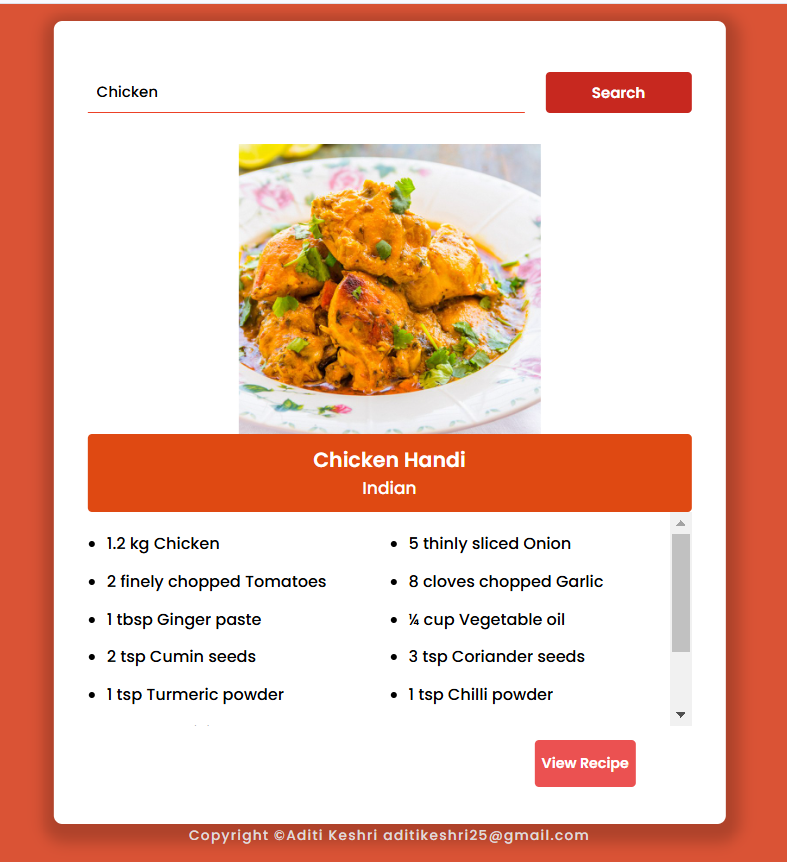 Chicken
Search
Chicken Handi
Indian
1.2 kg Chicken
5 thinly sliced Onion
2 finely chopped Tomatoes
8 cloves chopped Garlic
1 tbsp Ginger paste
¼ cup Vegetable oil
2 tsp Cumin seeds
3 tsp Coriander seeds
1 tsp Turmeric powder
1 tsp Chilli powder
View Recipe
Copyright ©Aditi Keshri aditikeshri25@gmail.com